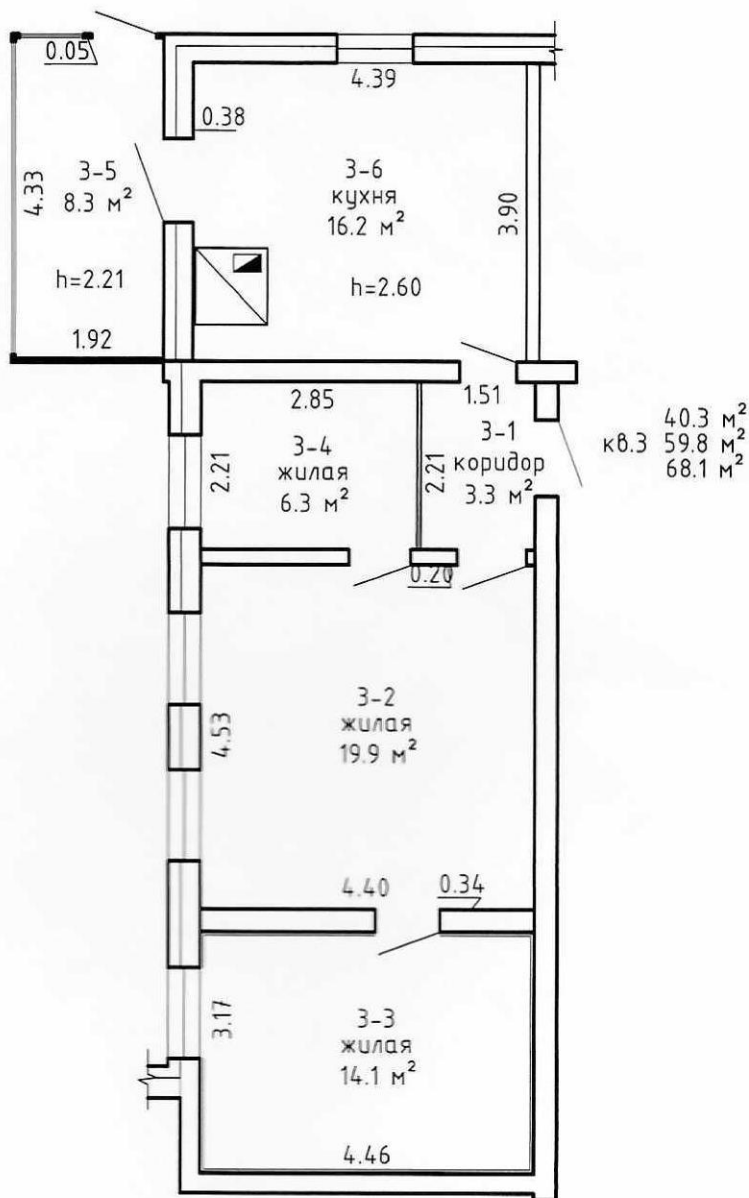 0.05
4.39
0.38
4.33
3-5
8.3 м²
3-6
кухня
16.2 м²
3.90
h=2.21
h=2.60
1.92
2.85
1.51
40.3 м²
кв.3 59.8 м²
68.1 м²
2.21
3-4
жилая
6.3 м²
2.21
3-1
коридор
3.3 м²
0.20
3-2
жилая
19.9 м²
4.53
4.40
0.34
3.17
3-3
жилая
14.1 м²
4.46